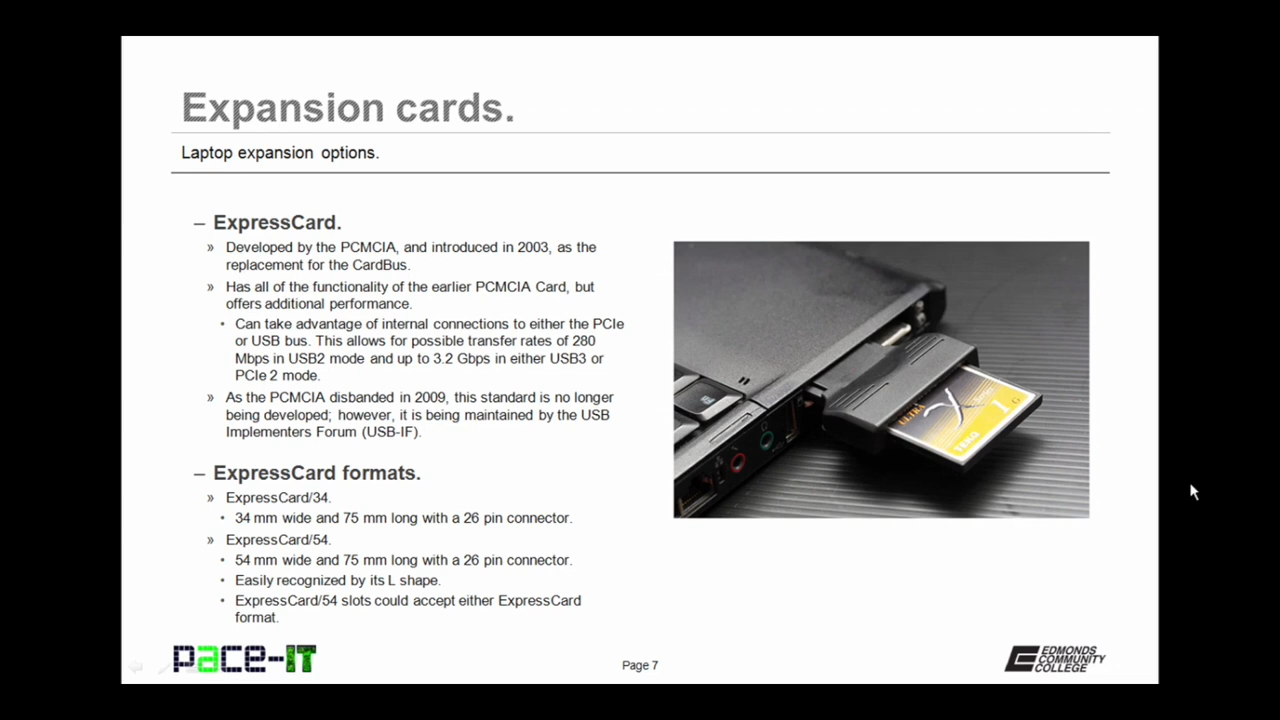 Expansion cards.
Laptop expansion options.
– ExpressCard.
» Developed by the PCMCIA, and introduced in 2003, as the
replacement for the CardBus.
» Has all of the functionality of the earlier PCMCIA Card, but
offers additional performance.
• Can take advantage of internal connections to either the PCIe
or USB bus. This allows for possible transfer rates of 280
Mbps in USB2 mode and up to 3.2 Gbps in either USB3 or
PCIe 2 mode.
» As the PCMCIA disbanded in 2009, this standard is no longer
being developed; however, it is being maintained by the USB
Implementers Forum (USB-IF).
– ExpressCard formats.
» ExpressCard/34.
• 34 mm wide and 75 mm long with a 26 pin connector.
» ExpressCard/54.
• 54 mm wide and 75 mm long with a 26 pin connector.
• Easily recognized by its L shape.
• ExpressCard/54 slots could accept either ExpressCard
format.
ULTRA
1 G
pace-IT
Page 7
EDMONDS
COMMUNITY
COLLEGE